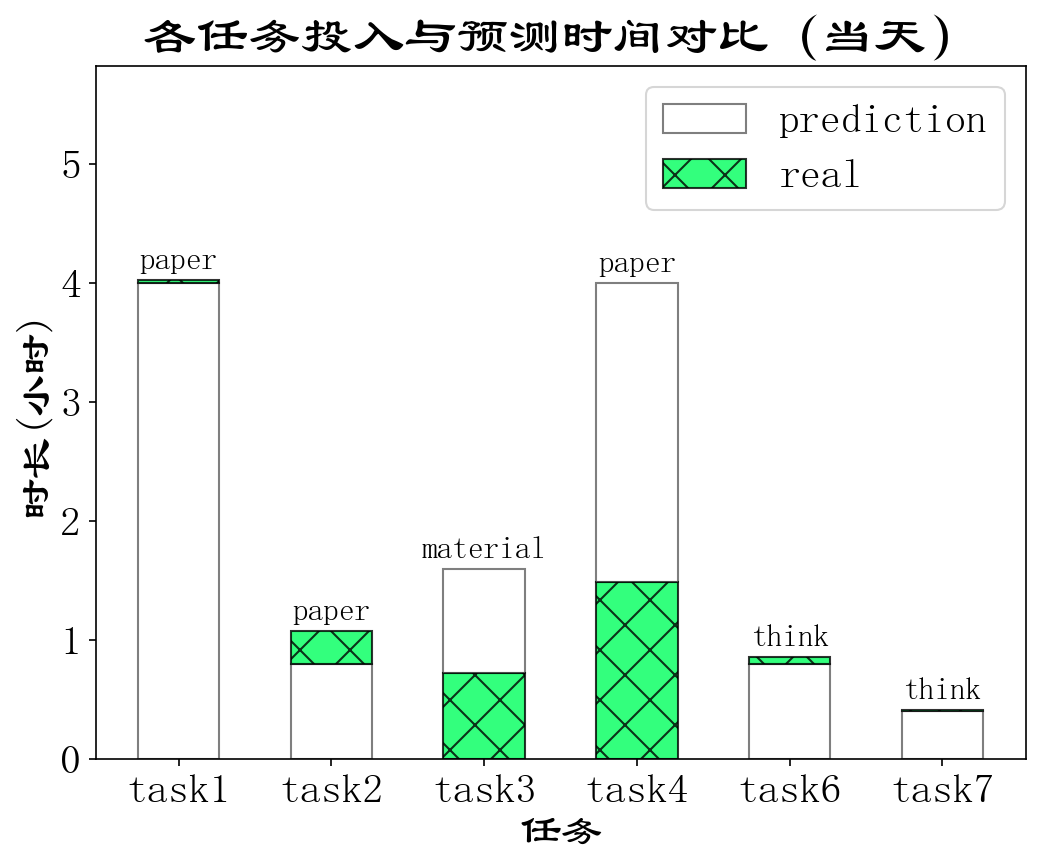 各任务投入与预测时间对比 (当天)
prediction
real
时长(小时)
5
4
3
2
1
0
paper
paper
material
paper
think
think
task1 task2 task3 task4 task6 task7
任务